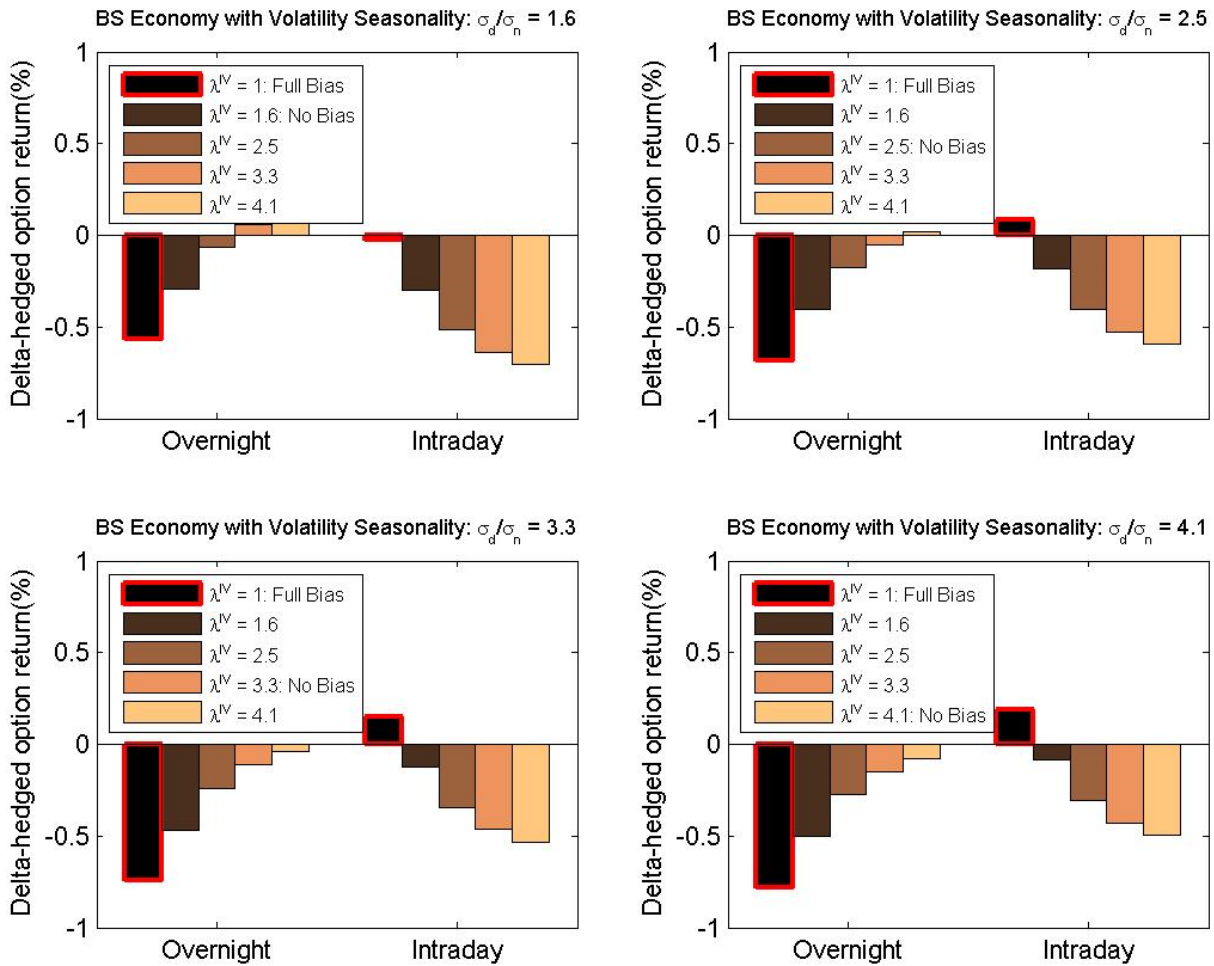 BS Economy with Volatility Seasonality: σd/σn = 1.6
Delta-hedged option return(%)
1
0.5
0
-0.5
-1
λIV = 1: Full Bias
λIV = 1.6: No Bias
λIV = 2.5
λIV = 3.3
λIV = 4.1
Overnight Intraday
BS Economy with Volatility Seasonality: σd/σn = 2.5
Delta-hedged option return(%)
1
0.5
0
-0.5
-1
λIV = 1: Full Bias
λIV = 1.6
λIV = 2.5: No Bias
λIV = 3.3
λIV = 4.1
Overnight Intraday
BS Economy with Volatility Seasonality: σd/σn = 3.3
Delta-hedged option return(%)
1
0.5
0
-0.5
-1
λIV = 1: Full Bias
λIV = 1.6
λIV = 2.5
λIV = 3.3: No Bias
λIV = 4.1
Overnight Intraday
BS Economy with Volatility Seasonality: σd/σn = 4.1
Delta-hedged option return(%)
1
0.5
0
-0.5
-1
λIV = 1: Full Bias
λIV = 1.6
λIV = 2.5
λIV = 3.3
λIV = 4.1: No Bias
Overnight Intraday